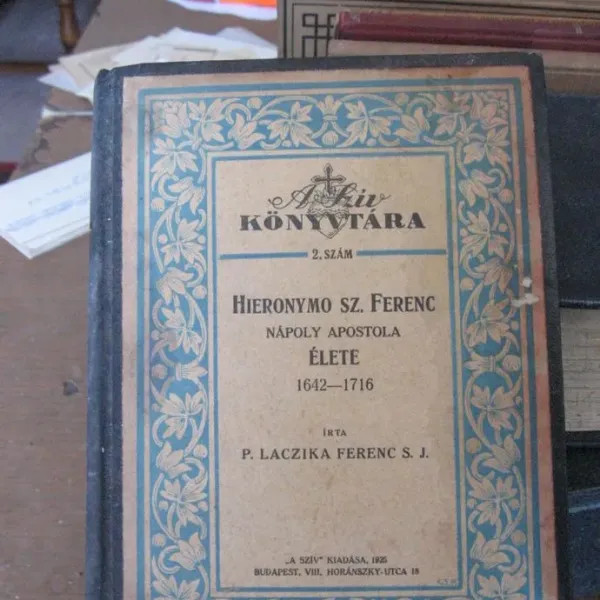 A Szív
KÖNYVTÁRA
2. SZÁM
HIERONYMO SZ. FERENC
NÁPOLY APOSTOLA
ÉLETE
1642—1716
ÍRTA
P. LACZIKA FERENC S. J.
„A SZÍV" KIADÁSA, 1925
BUDAPEST, VIII, HORÁNSZKY-UTCA 18